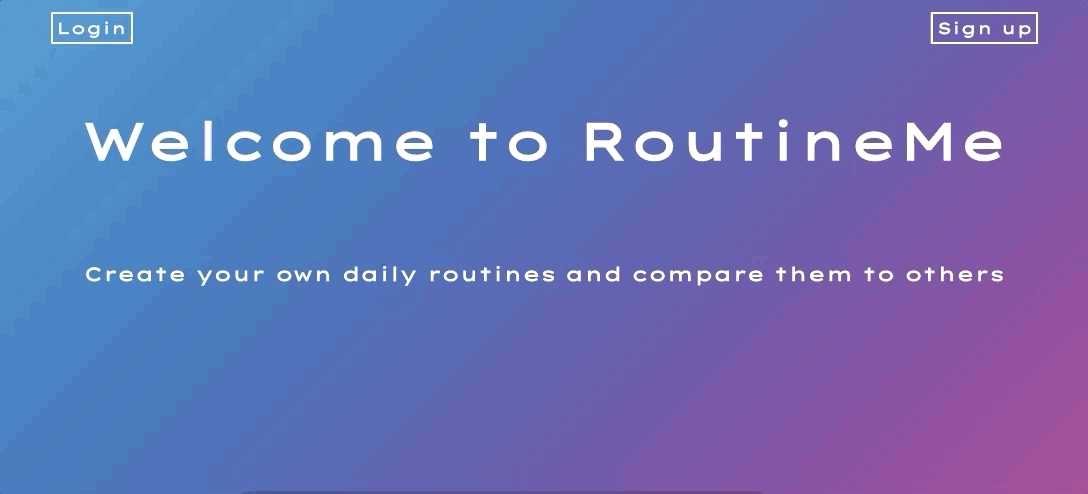 Login
Sign up
Welcome to RoutineMe
Create your own daily routines and compare them to others